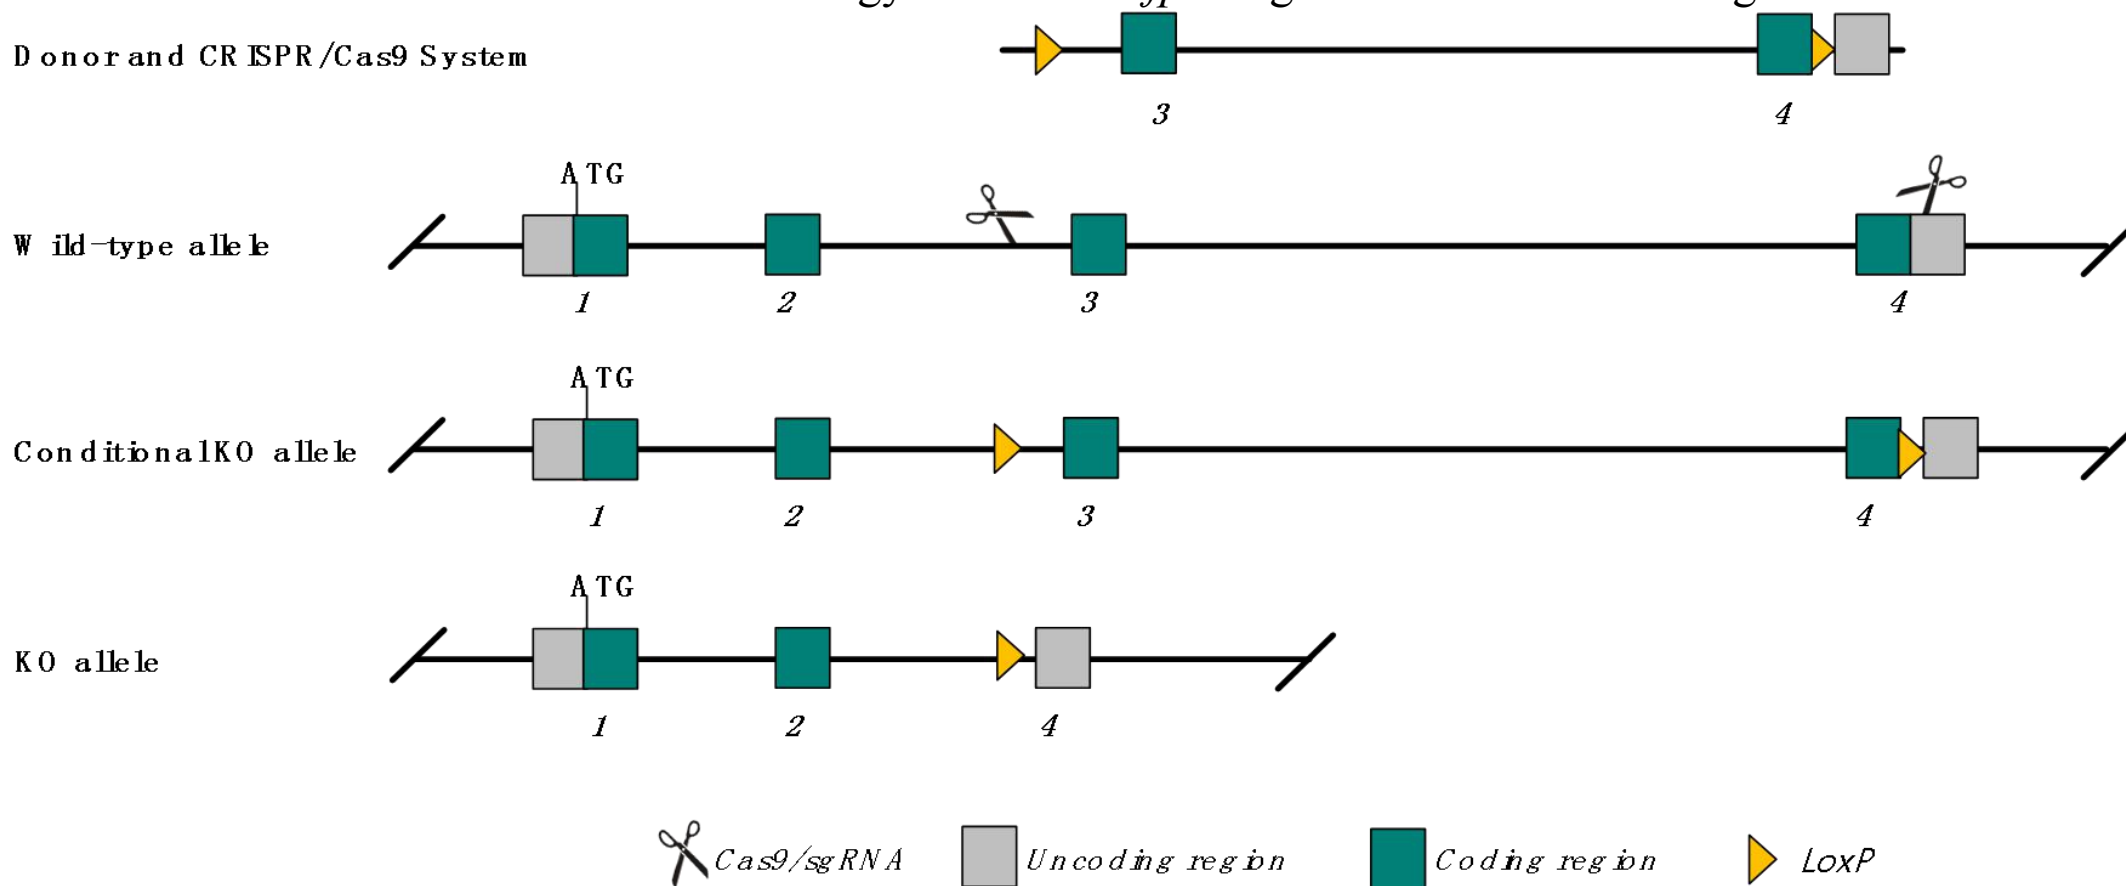 Donor and CRISPR/Cas9 System
3
4
ATG
Wild-type allele
1
2
3
4
ATG
Conditional KO allele
1
2
3
4
ATG
KO allele
1
2
4
Cas9/sgRNA
Uncoding region
Coding region
LoxP